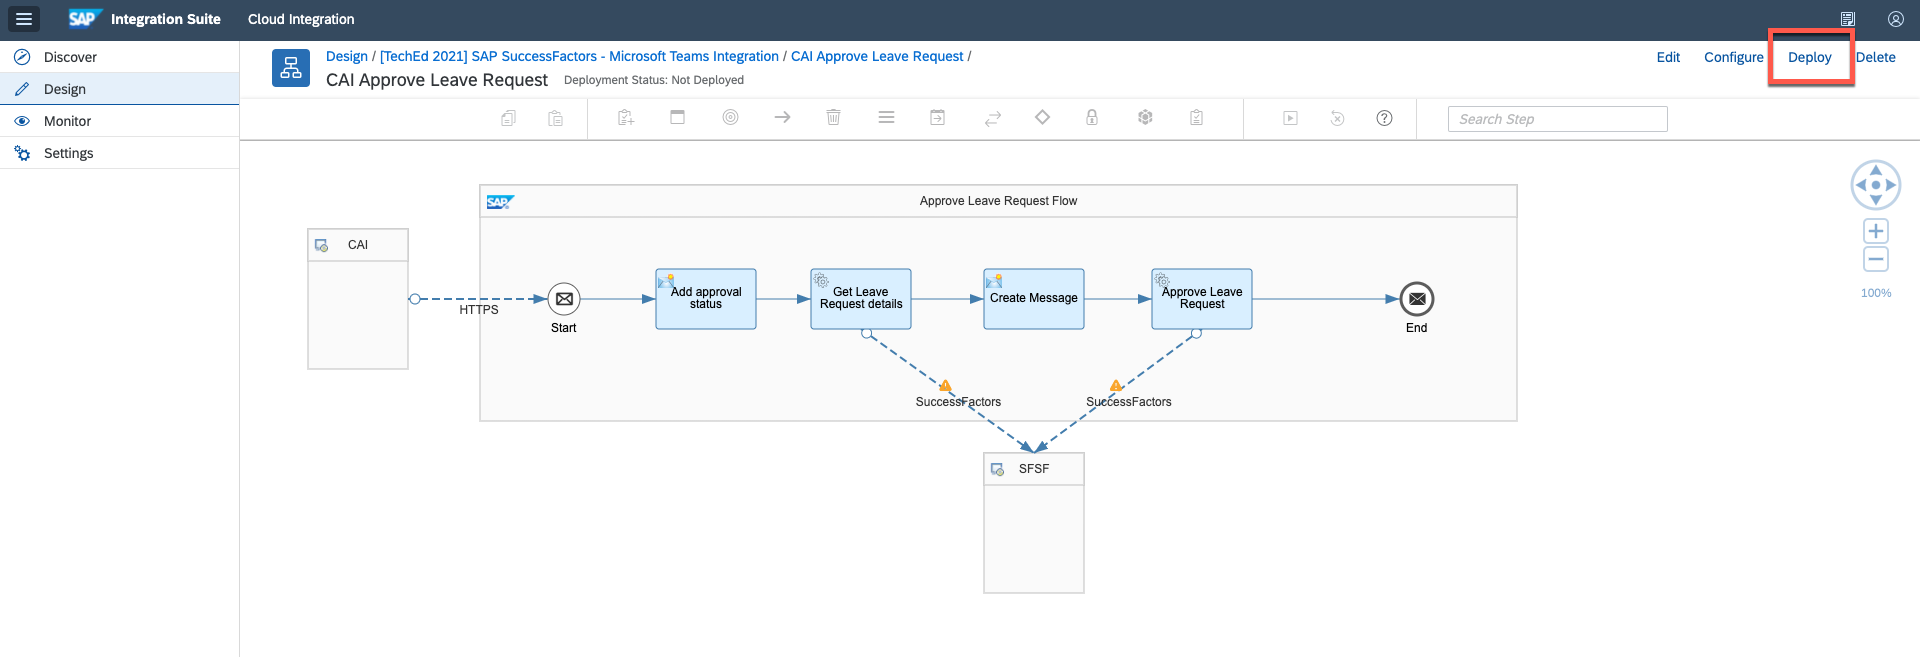 SAP Integration Suite Cloud Integration
Discover
Design
Monitor
Settings
Design / [TechEd 2021] SAP SuccessFactors - Microsoft Teams Integration / CAI Approve Leave Request /
CAI Approve Leave Request Deployment Status: Not Deployed
Edit Configure Deploy Delete
Search Step
SAP Approve Leave Request Flow
CAI
HTTPS
Start
Add approval
status
Get Leave
Request details
Create Message
Approve Leave
Request
End
SuccessFactors
SuccessFactors
SFSF
100%